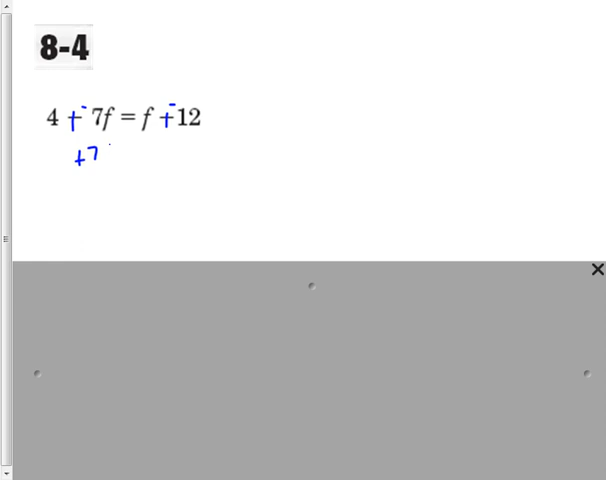 8-4
4 + ⁻7f = f + ⁻12
+7